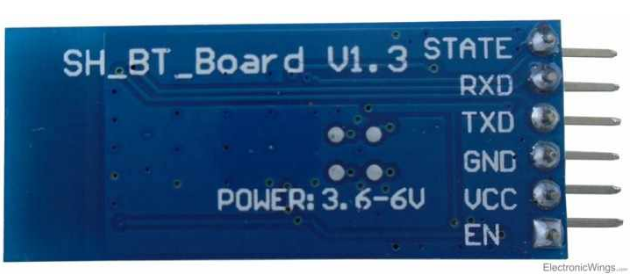 SH_BT_Board V1.3
STATE
RXD
TXD
GND
POWER:3.6-6V
VCC
EN
ElectronicWings.com